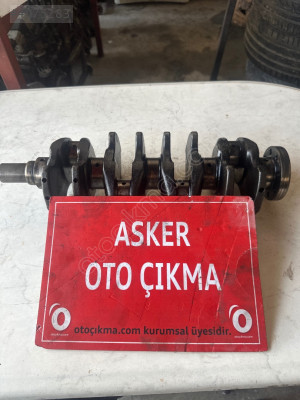 ASKER
OTO ÇIKMA
otoçıkma.com kurumsal üyesidir.